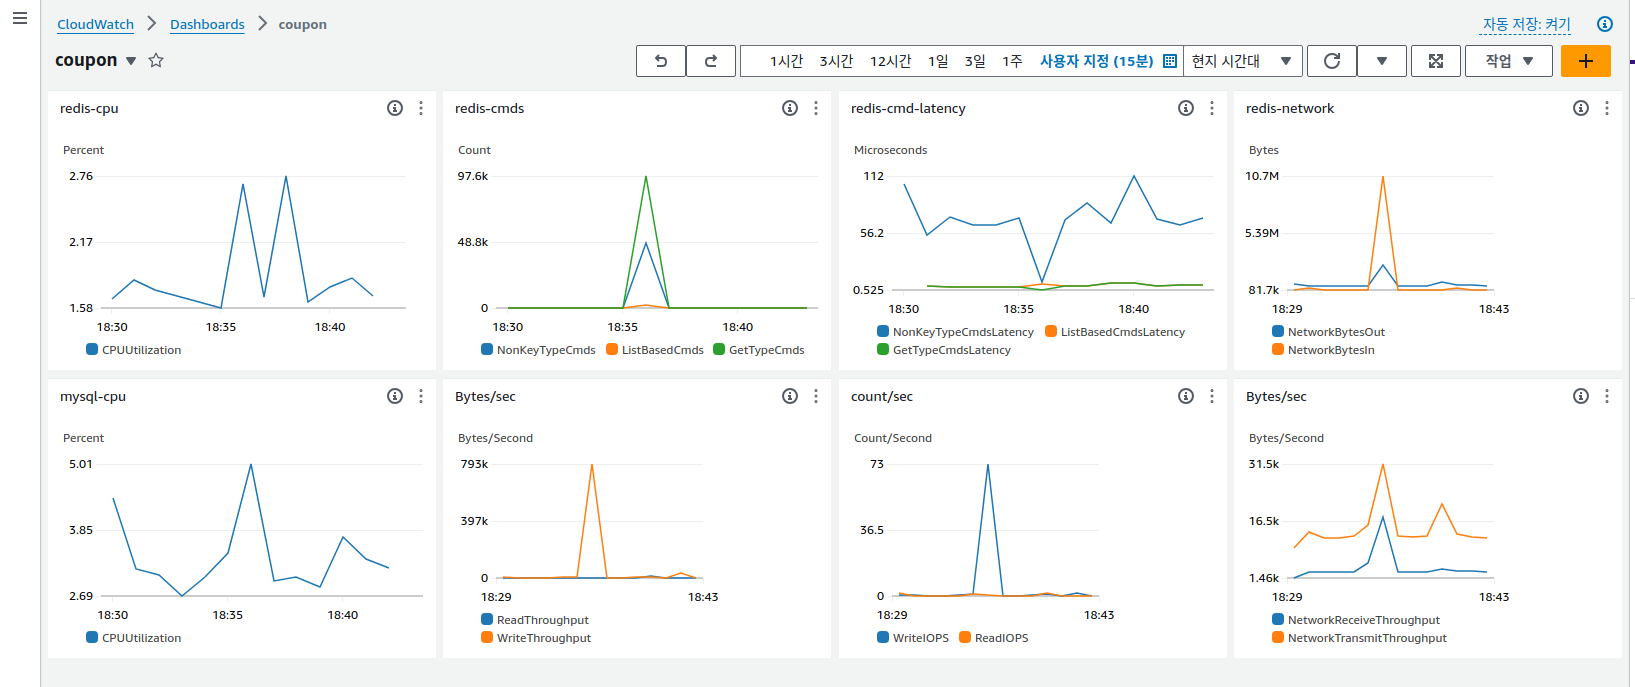 CloudWatch > Dashboards > coupon
자동 저장: 켜기
coupon
1시간 3시간 12시간 1일 3일 1주 사용자 지정 (15분) 현지 시간대 작업
redis-cpu
Percent
2.76
2.17
1.58
18:30 18:35 18:40
CPUUtilization
redis-cmds
Count
97.6k
48.8k
0
18:30 18:35 18:40
NonKeyTypeCmds ListBasedCmds GetTypeCmds
redis-cmd-latency
Microseconds
112
56.2
0.525
18:30 18:35 18:40
NonKeyTypeCmdsLatency ListBasedCmdsLatency
GetTypeCmdsLatency
redis-network
Bytes
10.7M
5.39M
81.7k
18:29 18:43
NetworkBytesOut
NetworkBytesIn
mysql-cpu
Percent
5.01
3.85
2.69
18:30 18:35 18:40
CPUUtilization
Bytes/sec
Bytes/Second
793k
397k
0
18:29 18:43
ReadThroughput
WriteThroughput
count/sec
Count/Second
73
36.5
0
18:29 18:43
WriteIOPS ReadIOPS
Bytes/sec
Bytes/Second
31.5k
16.5k
1.46k
18:29 18:43
NetworkReceiveThroughput
NetworkTransmitThroughput